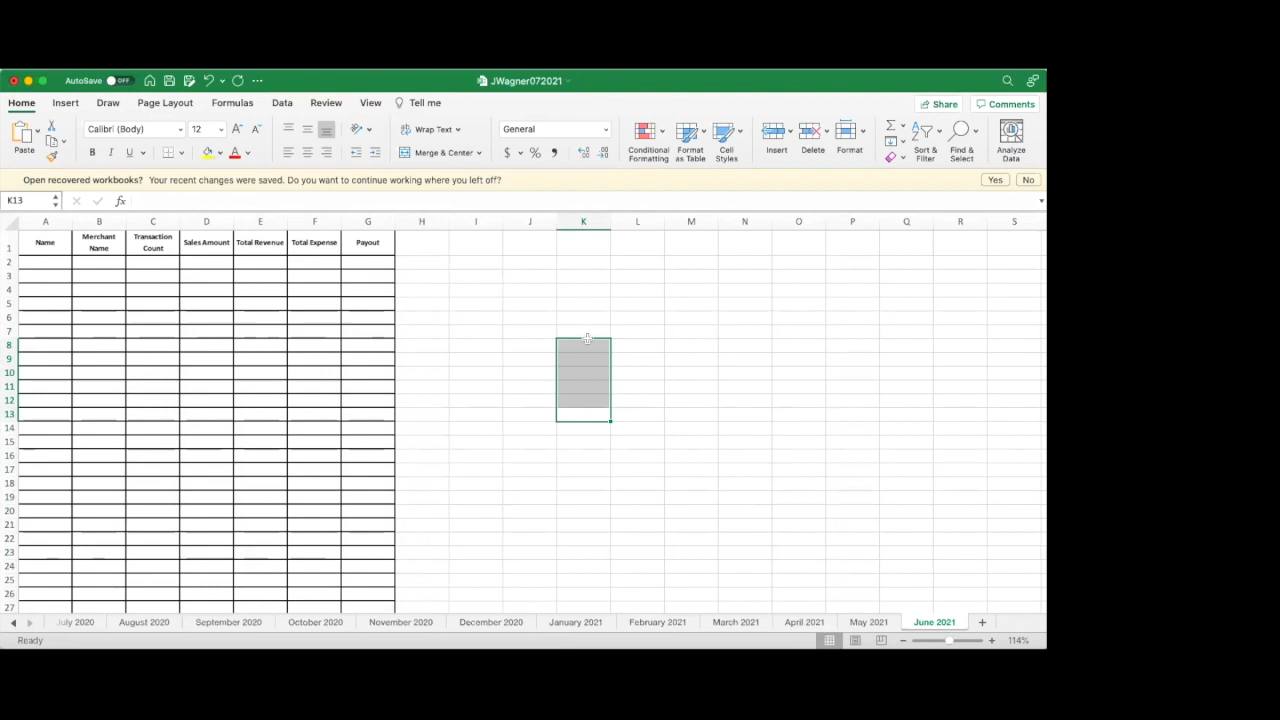 AutoSave OFF
JWagner072021
Home Insert Draw Page Layout Formulas Data Review View Tell me
Share Comments
Paste
Calibri (Body) 12 A A
B I U A
Wrap Text
Merge & Center
General
$ %
Conditional Formatting
Format as Table
Cell Styles
Insert Delete Format
Sort & Filter
Find & Select
Analyze Data
Open recovered workbooks? Your recent changes were saved. Do you want to continue working where you left off? Yes No
K13 fx
A B C D E F G H I J K L M N O P Q R S
1 Name Merchant Name Transaction Count Sales Amount Total Revenue Total Expense Payout
2
3
4
5
6
7
8
9
10
11
12
13
14
15
16
17
18
19
20
21
22
23
24
25
26
27
July 2020 August 2020 September 2020 October 2020 November 2020 December 2020 January 2021 February 2021 March 2021 April 2021 May 2021 June 2021 +
Ready 114%